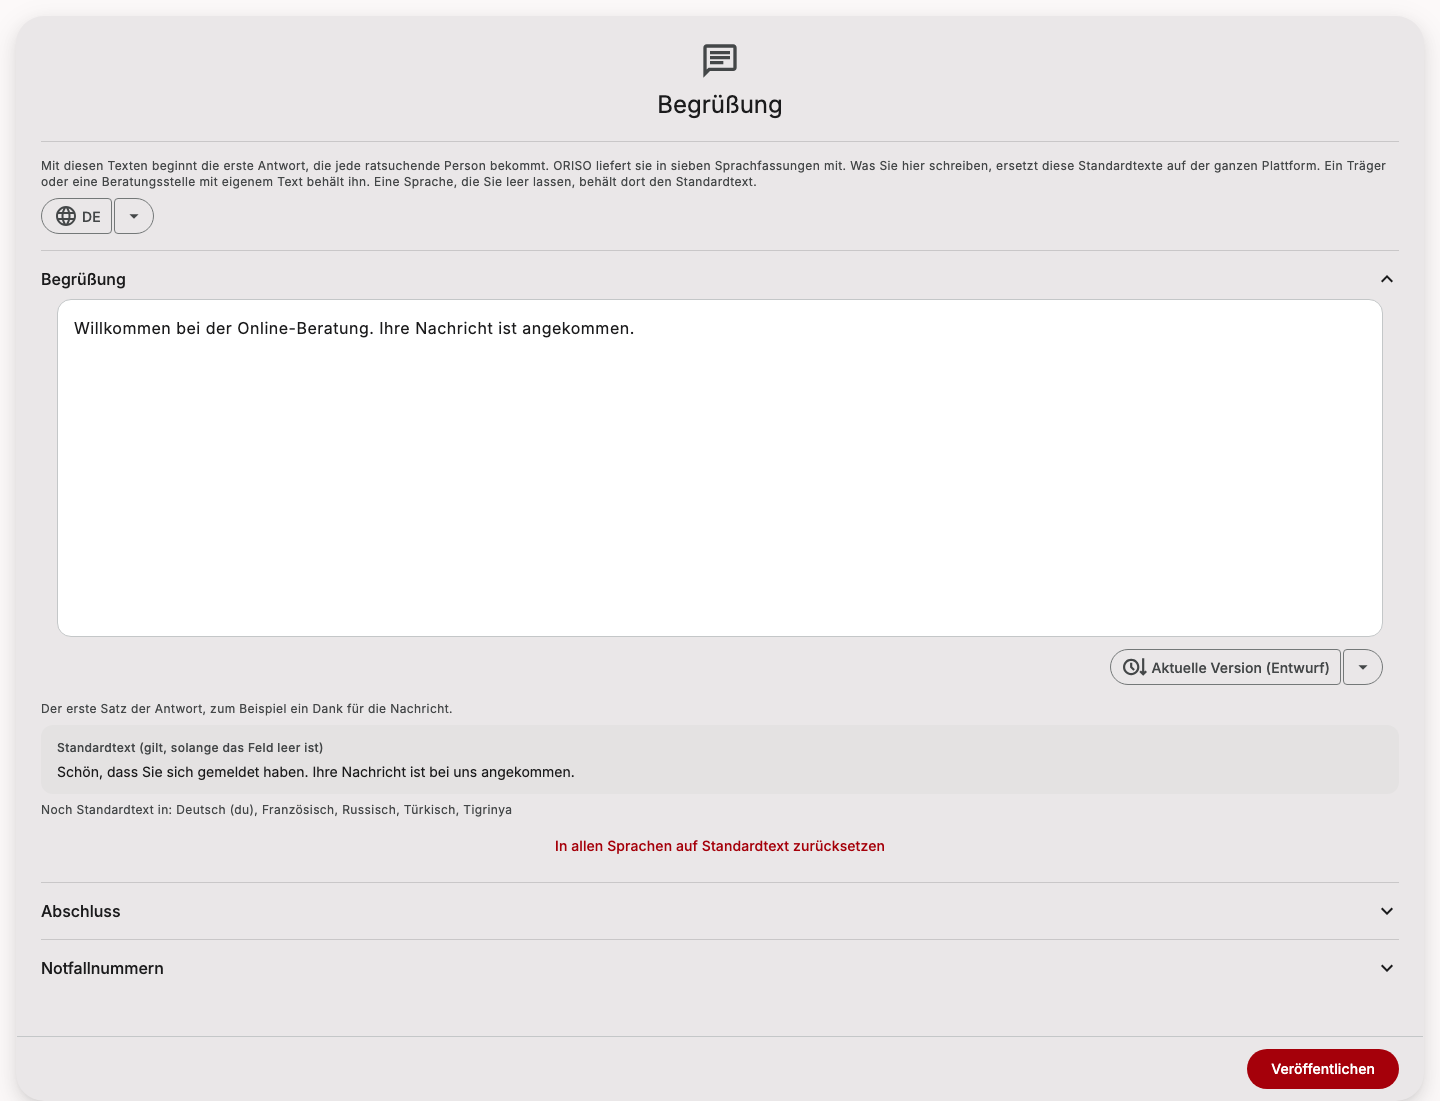 Begrüßung
Mit diesen Texten beginnt die erste Antwort, die jede ratsuchende Person bekommt. ORISO liefert sie in sieben Sprachfassungen mit. Was Sie hier schreiben, ersetzt diese Standardtexte auf der ganzen Plattform. Ein Träger
oder eine Beratungsstelle mit eigenem Text behält ihn. Eine Sprache, die Sie leer lassen, behält dort den Standardtext.
DE
Begrüßung
Willkommen bei der Online-Beratung. Ihre Nachricht ist angekommen.
Aktuelle Version (Entwurf)
Der erste Satz der Antwort, zum Beispiel ein Dank für die Nachricht.
Standardtext (gilt, solange das Feld leer ist)
Schön, dass Sie sich gemeldet haben. Ihre Nachricht ist bei uns angekommen.
Noch Standardtext in: Deutsch (du), Französisch, Russisch, Türkisch, Tigrinya
In allen Sprachen auf Standardtext zurücksetzen
Abschluss
Notfallnummern
Veröffentlichen